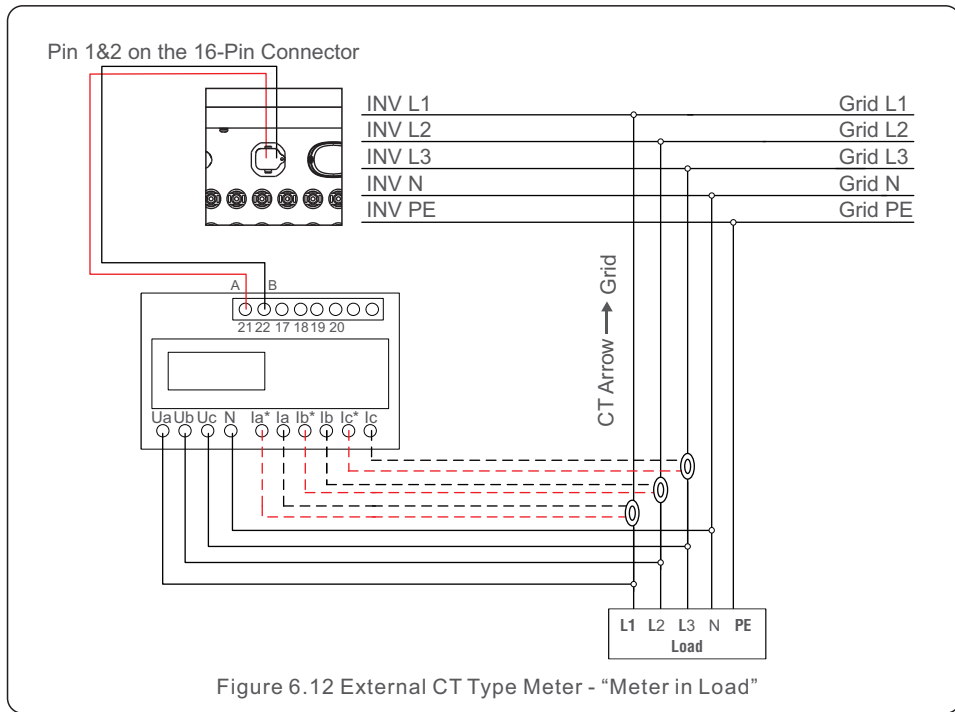 Pin 1&2 on the 16-Pin Connector
INV L1 Grid L1
INV L2 Grid L2
INV L3 Grid L3
INV N Grid N
INV PE Grid PE
CT Arrow → Grid
A B
21 22 17 18 19 20
Ua Ub Uc N Ia* Ia Ib* Ib Ic* Ic
L1 L2 L3 N PE
Load
Figure 6.12 External CT Type Meter - “Meter in Load”